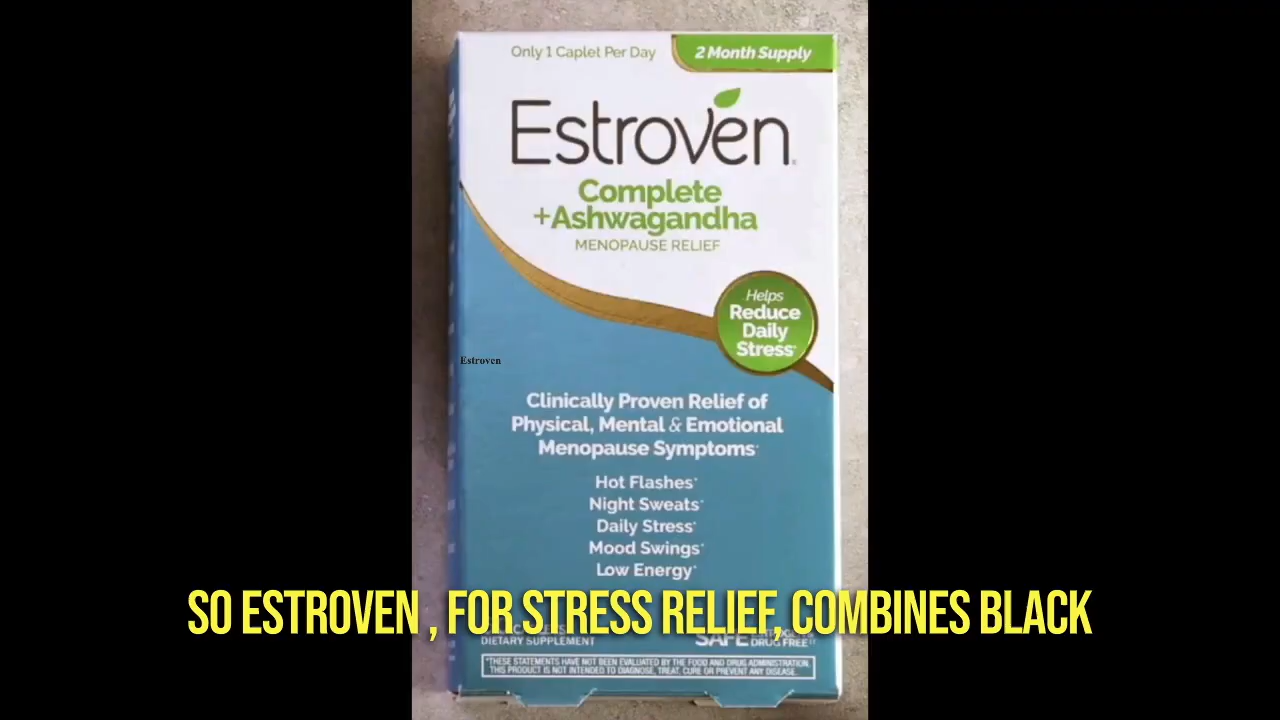 Only 1 Caplet Per Day
2 Month Supply
Estroven
Complete
+Ashwagandha
MENOPAUSE RELIEF
Helps
Reduce
Daily
Stress*
Estroven
Clinically Proven Relief of
Physical, Mental & Emotional
Menopause Symptoms*
Hot Flashes*
Night Sweats*
Daily Stress*
Mood Swings*
Low Energy*
SO ESTROVEN , FOR STRESS RELIEF, COMBINES BLACK
DIETARY SUPPLEMENT
SAFE
DRUG FREE††
*THESE STATEMENTS HAVE NOT BEEN EVALUATED BY THE FOOD AND DRUG ADMINISTRATION.
THIS PRODUCT IS NOT INTENDED TO DIAGNOSE, TREAT, CURE OR PREVENT ANY DISEASE.